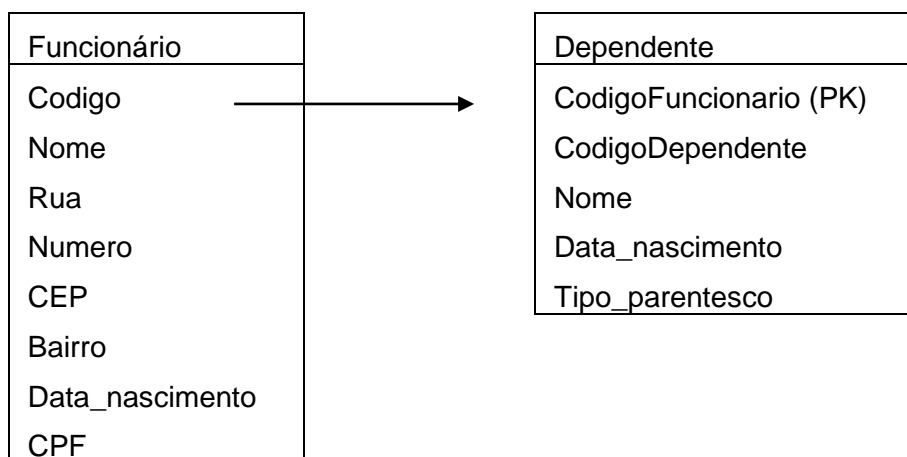 Funcionário
Codigo
Nome
Rua
Numero
CEP
Bairro
Data_nascimento
CPF
Dependente
CodigoFuncionario (PK)
CodigoDependente
Nome
Data_nascimento
Tipo_parentesco